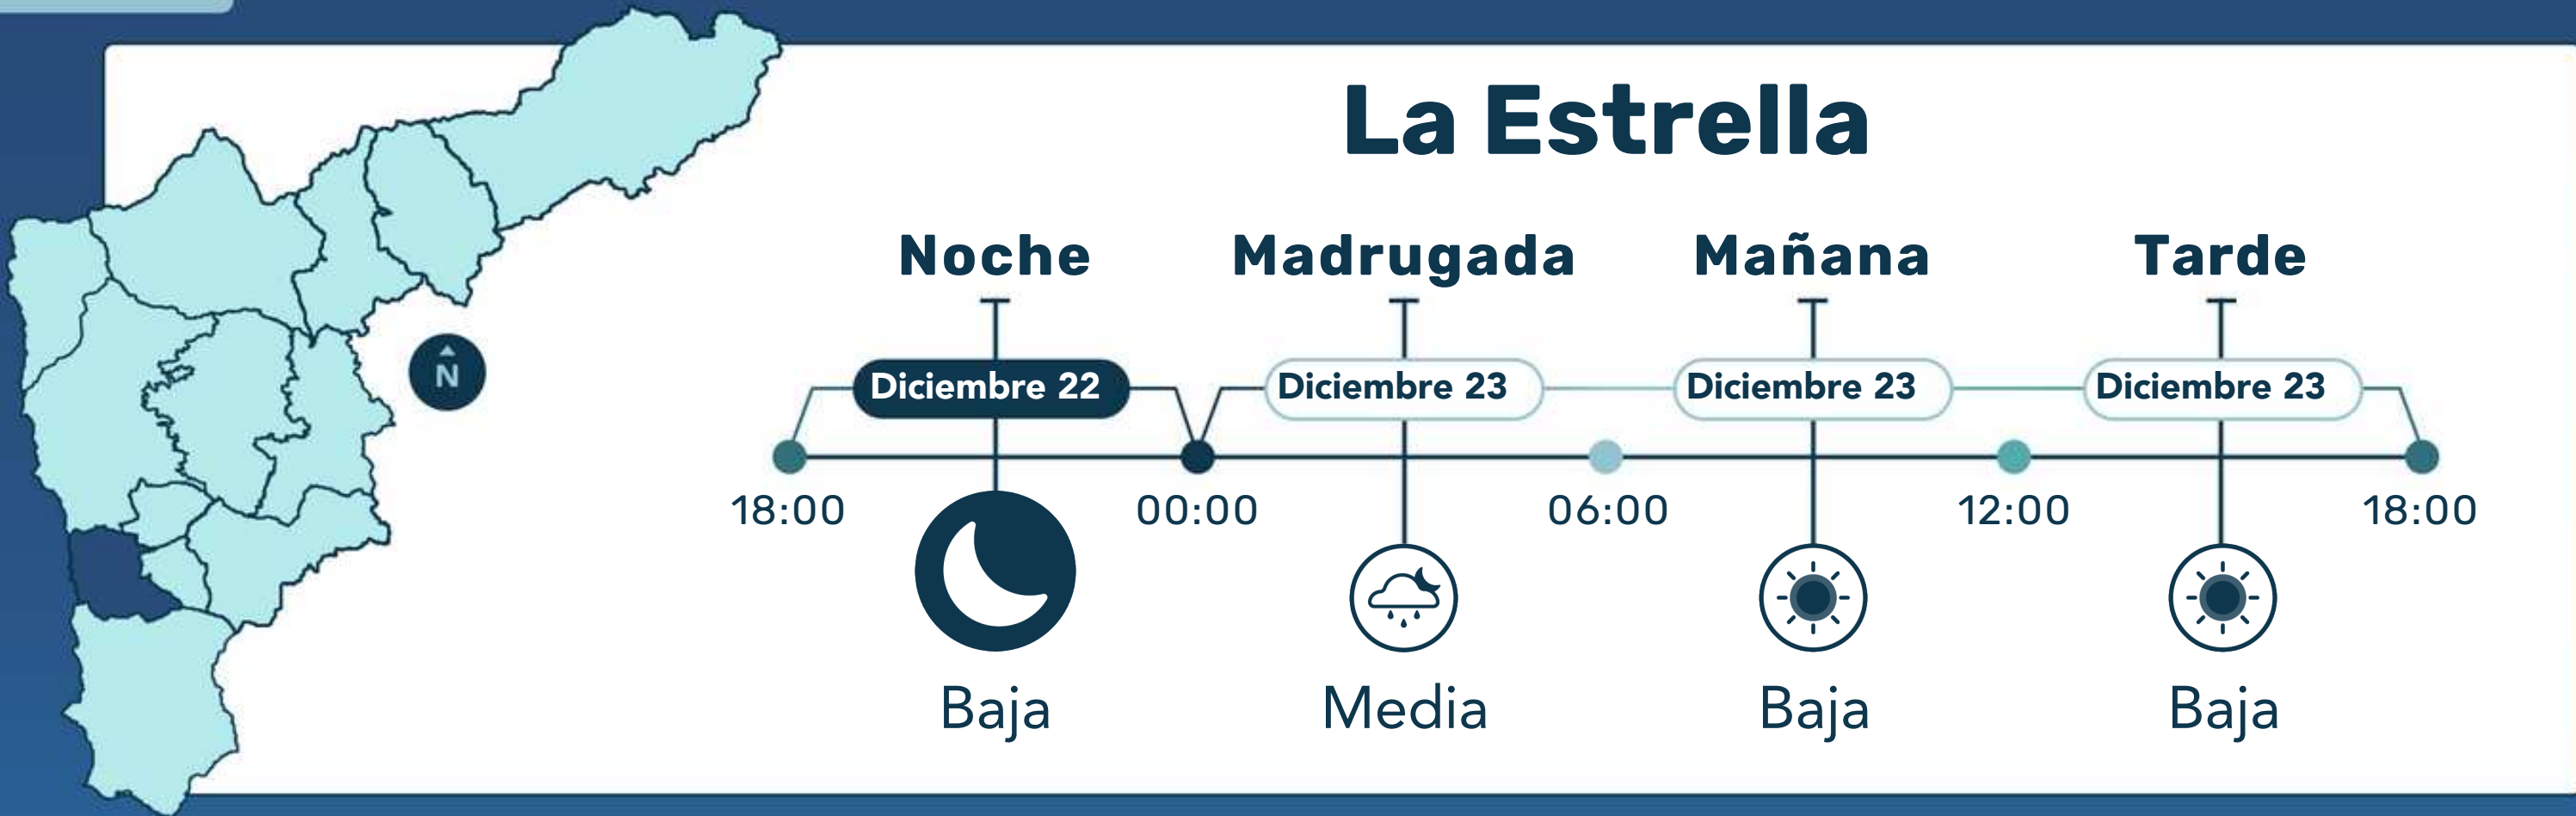 La Estrella
Noche Madrugada Mañana Tarde
N
Diciembre 22 Diciembre 23 Diciembre 23 Diciembre 23
18:00 00:00 06:00 12:00 18:00
Baja Media Baja Baja